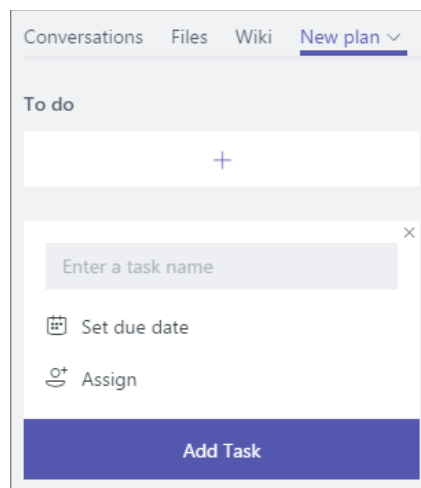 Conversations Files Wiki New plan
To do
+
Enter a task name
Set due date
Assign
Add Task